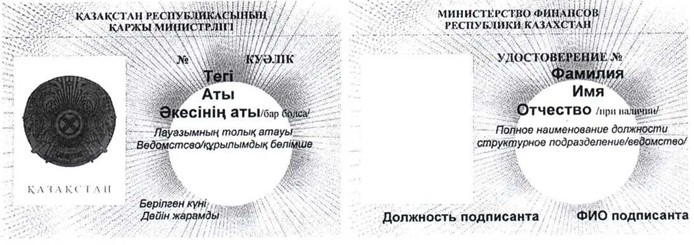 ҚАЗАҚСТАН РЕСПУБЛИКАСЫНЫҢ
ҚАРЖЫ МИНИСТРЛІГІ
№ КУӘЛІК
Тегі
Аты
Әкесінің аты/бар болса/
Лауазымның толық атауы
Ведомство/құрылымдық бөлімше
ҚАЗАҚСТАН
Берілген күні
Дейін жарамды
МИНИСТЕРСТВО ФИНАНСОВ
РЕСПУБЛИКИ КАЗАХСТАН
УДОСТОВЕРЕНИЕ №
Фамилия
Имя
Отчество /при наличии/
Полное наименование должности
структурное подразделение/ведомство/
Должность подписанта ФИО подписанта